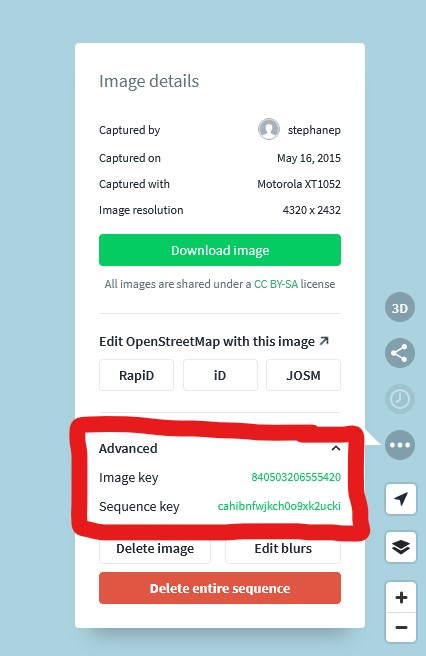 Image details
Captured by stephanep
Captured on May 16, 2015
Captured with Motorola XT1052
Image resolution 4320 x 2432
Download image
All images are shared under a CC BY-SA license
3D
Edit OpenStreetMap with this image
RapiD iD JOSM
Advanced
Image key 840503206555420
Sequence key cahibnfwjkch0o9xk2ucki
Delete image Edit blurs
Delete entire sequence
+
−